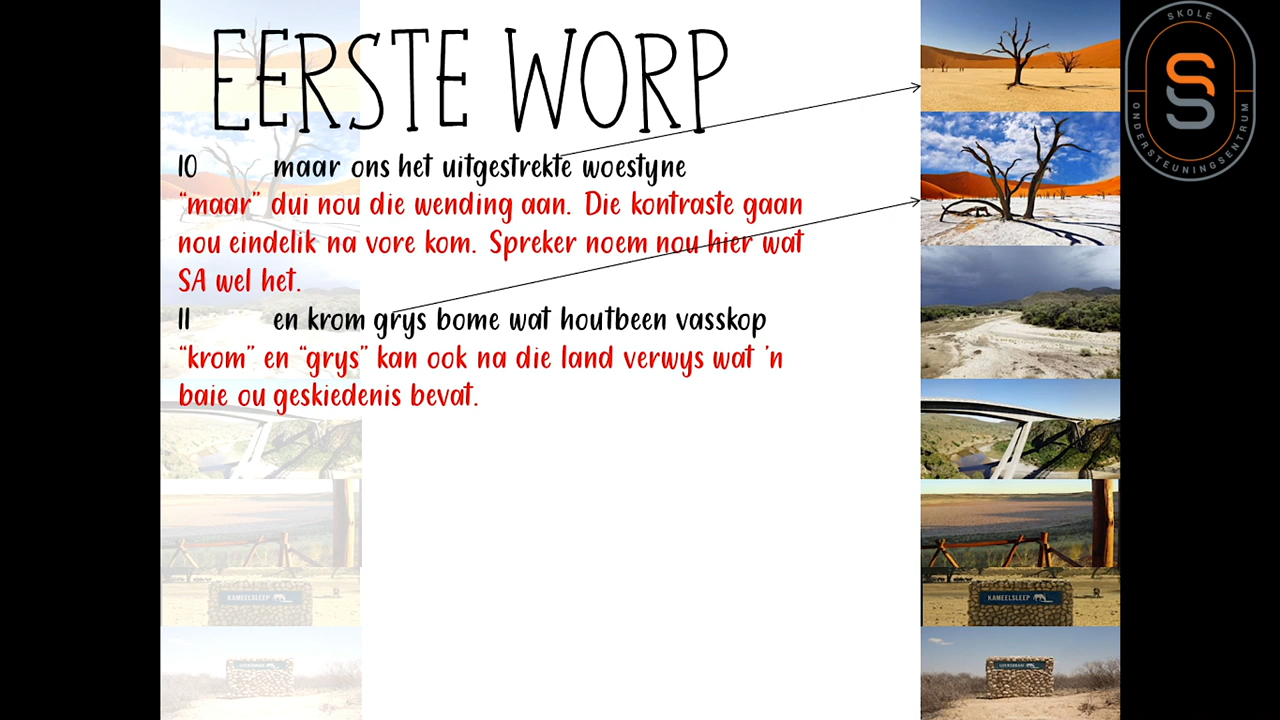 EERSTE WORP
SKOLE
ONDERSTEUNINGSENTRUM
10 maar ons het uitgestrekte woestyne
“maar” dui nou die wending aan. Die kontraste gaan
nou eindelik na vore kom. Spreker noem nou hier wat
SA wel het.
11 en krom grys bome wat houtbeen vasskop
“krom” en “grys” kan ook na die land verwys wat ’n
baie ou geskiedenis bevat.
KAMEELSLEEP
KAMEELSLEEP